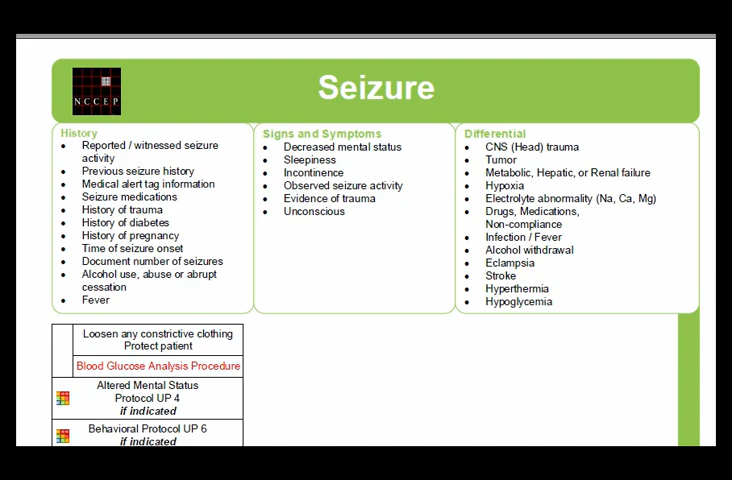 NCCEP
Seizure
History
Reported / witnessed seizure
activity
Previous seizure history
Medical alert tag information
Seizure medications
History of trauma
History of diabetes
History of pregnancy
Time of seizure onset
Document number of seizures
Alcohol use, abuse or abrupt
cessation
Fever
Signs and Symptoms
Decreased mental status
Sleepiness
Incontinence
Observed seizure activity
Evidence of trauma
Unconscious
Differential
CNS (Head) trauma
Tumor
Metabolic, Hepatic, or Renal failure
Hypoxia
Electrolyte abnormality (Na, Ca, Mg)
Drugs, Medications,
Non-compliance
Infection / Fever
Alcohol withdrawal
Eclampsia
Stroke
Hyperthermia
Hypoglycemia
Loosen any constrictive clothing
Protect patient
Blood Glucose Analysis Procedure
Altered Mental Status
Protocol UP 4
if indicated
Behavioral Protocol UP 6
if indicated